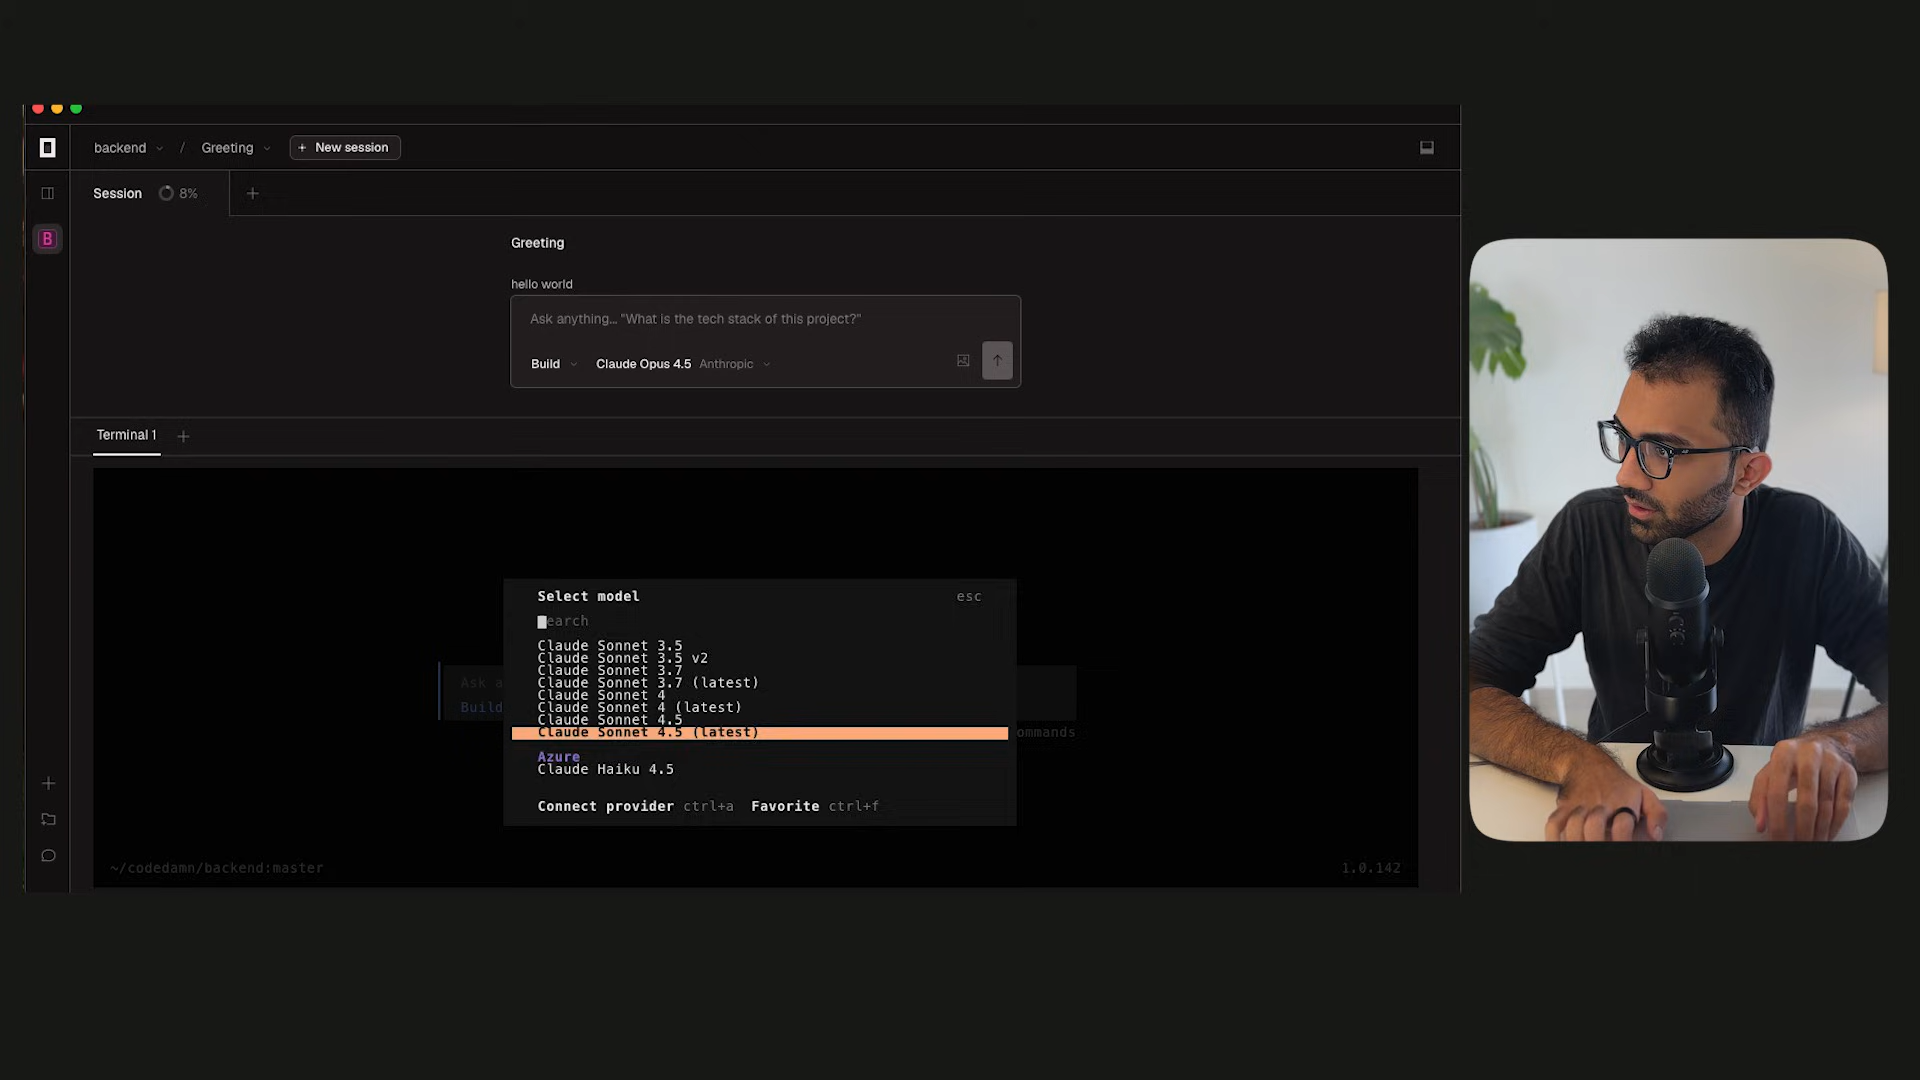 backend / Greeting + New session
Session 8%
B
Greeting
hello world
Ask anything... "What is the tech stack of this project?"
Build Claude Opus 4.5 Anthropic
Terminal 1
Select model esc
earch
Claude Sonnet 3.5
Claude Sonnet 3.5 v2
Claude Sonnet 3.7
Claude Sonnet 3.7 (latest)
Ask a
Claude Sonnet 4
Claude Sonnet 4 (latest)
Build
Claude Sonnet 4.5
Claude Sonnet 4.5 (latest)
ommands
Azure
Claude Haiku 4.5
Connect provider ctrl+a Favorite ctrl+f
~/codedamn/backend:master 1.0.142